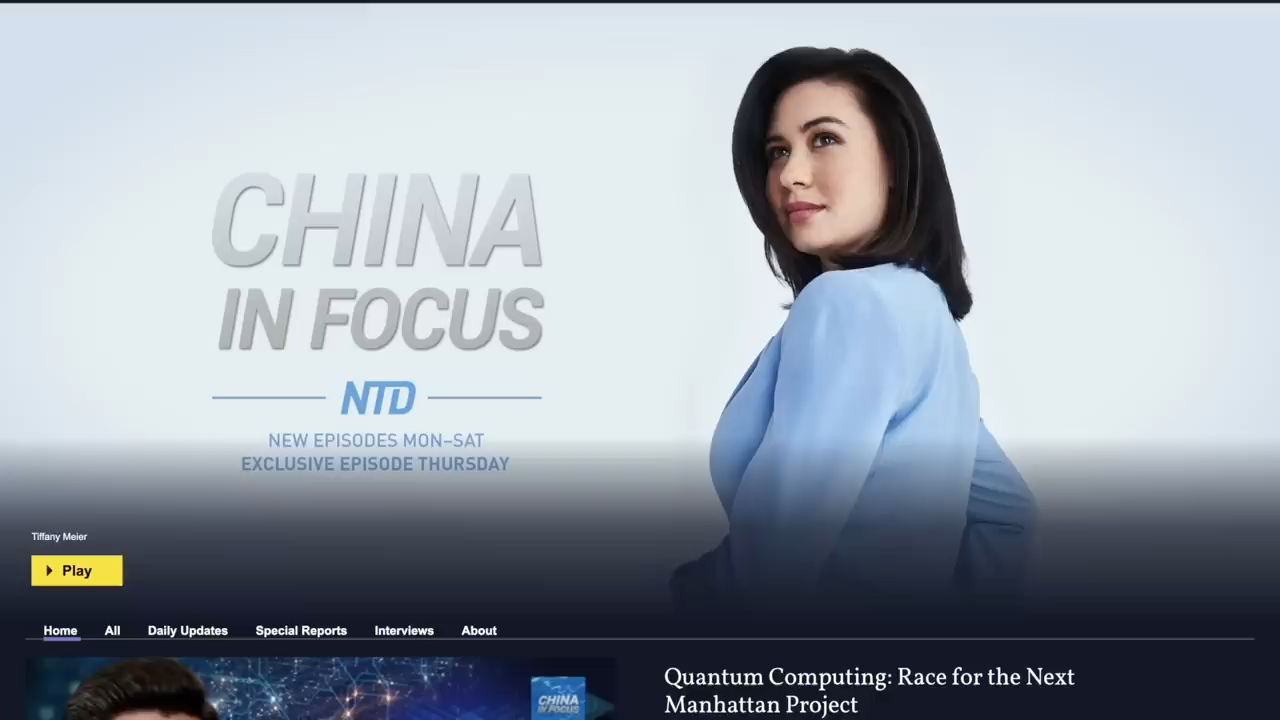 CHINA
IN FOCUS
NTD
NEW EPISODES MON–SAT
EXCLUSIVE EPISODE THURSDAY
Tiffany Meier
Play
Home All Daily Updates Special Reports Interviews About
CHINA
IN FOCUS
Quantum Computing: Race for the Next
Manhattan Project